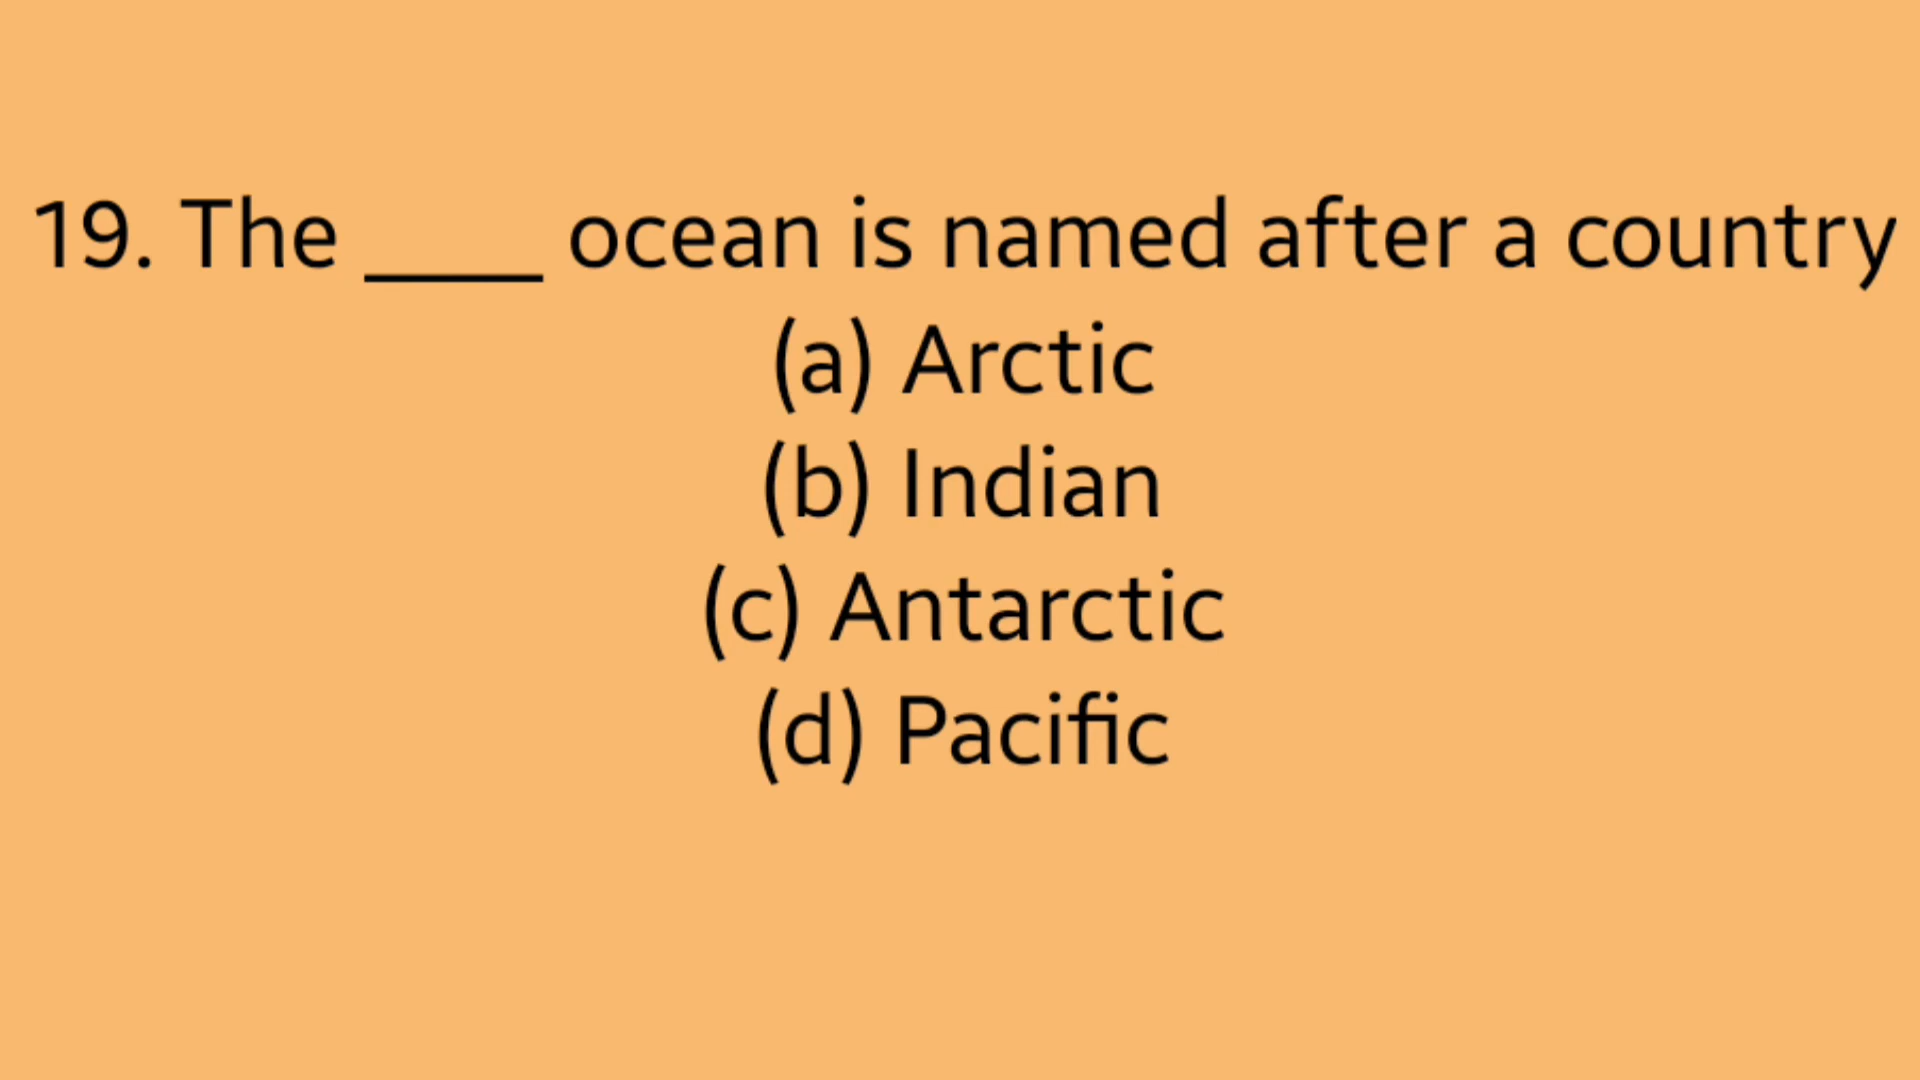 19. The ____ ocean is named after a country
(a) Arctic
(b) Indian
(c) Antarctic
(d) Pacific